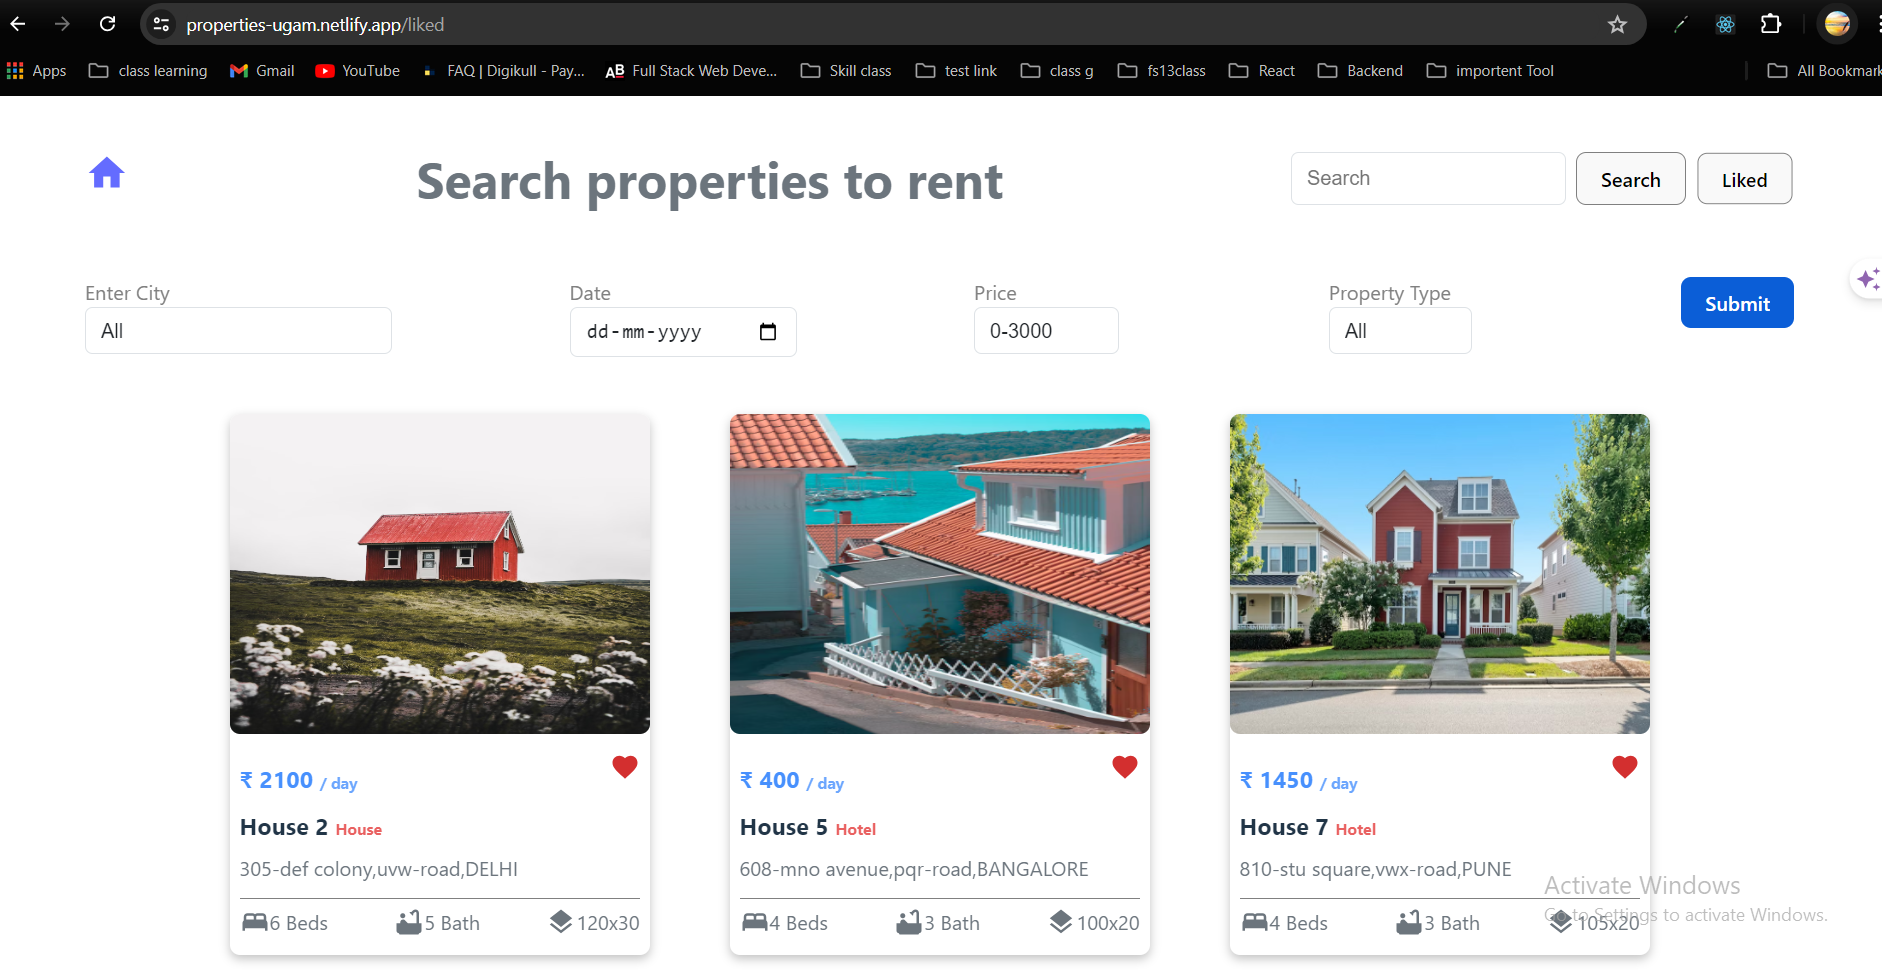 properties-ugam.netlify.app/liked
Apps class learning Gmail YouTube FAQ | Digikull - Pay... AB Full Stack Web Deve... Skill class test link class g fs13class React Backend importent Tool All Bookmark
Search properties to rent
Search Search Liked
Enter City Date Price Property Type
All dd-mm-yyyy 0-3000 All Submit
₹ 2100 / day
House 2 House
305-def colony,uvw-road,DELHI
6 Beds 5 Bath 120x30
₹ 400 / day
House 5 Hotel
608-mno avenue,pqr-road,BANGALORE
4 Beds 3 Bath 100x20
₹ 1450 / day
House 7 Hotel
810-stu square,vwx-road,PUNE
4 Beds 3 Bath 105x20
Activate Windows
Go to Settings to activate Windows.